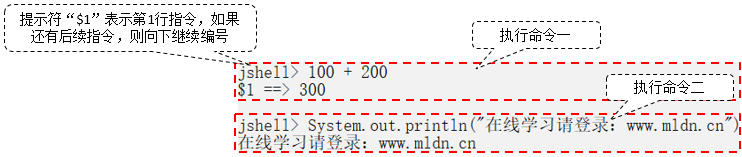 提示符“$1”表示第1行指令，如果
还有后续指令，则向下继续编号
执行命令一
jshell> 100 + 200
$1 ==> 300
执行命令二
jshell> System.out.println("在线学习请登录：www.mldn.cn")
在线学习请登录：www.mldn.cn